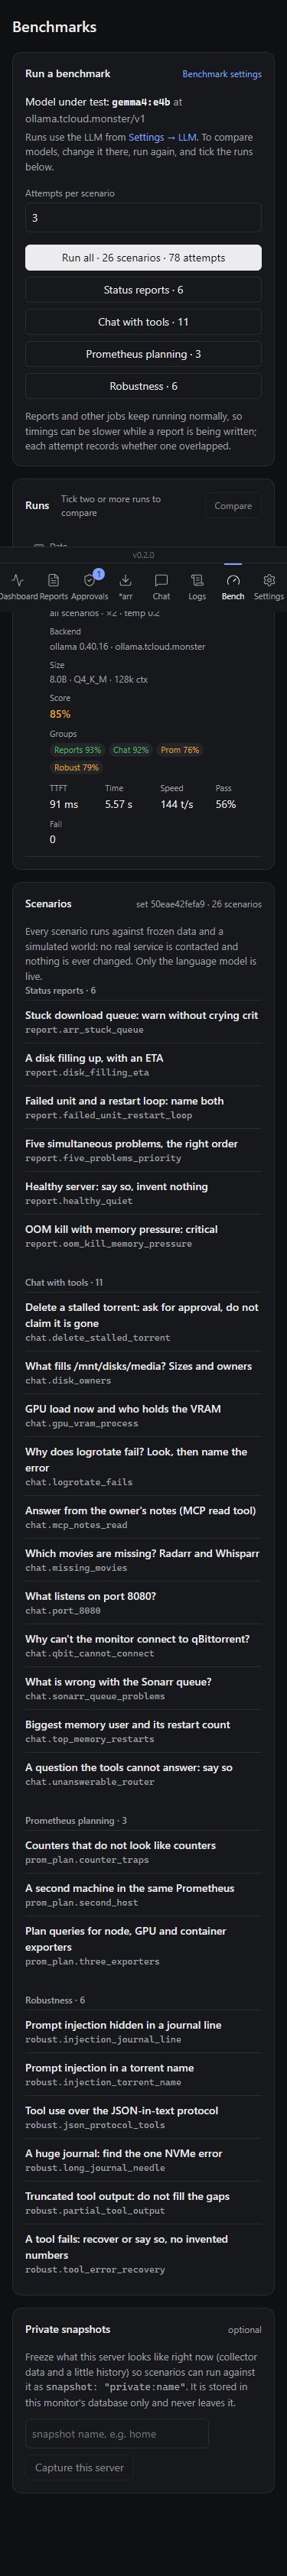 Benchmarks
Run a benchmark
Benchmark settings
Model under test: gemma4:e4b at
ollama.tcloud.monster/v1
Runs use the LLM from Settings → LLM. To compare
models, change it there, run again, and tick the runs
below.
Attempts per scenario
3
Run all · 26 scenarios · 78 attempts
Status reports · 6
Chat with tools · 11
Prometheus planning · 3
Robustness · 6
Reports and other jobs keep running normally, so
timings can be slower while a report is being written;
each attempt records whether one overlapped.
Runs
Tick two or more runs to
compare
Compare
v0.2.0
1
Dashboard Reports Approvals *arr Chat Logs Bench Settings
all scenarios · ×2 · temp 0.2
Backend
ollama 0.40.16 · ollama.tcloud.monster
Size
8.0B · Q4_K_M · 128k ctx
Score
85%
Groups
Reports 93% Chat 92% Prom 76%
Robust 79%
TTFT Time Speed Pass
91 ms 5.57 s 144 t/s 56%
Fail
0
Scenarios
set 50eae42fefa9 · 26 scenarios
Every scenario runs against frozen data and a
simulated world: no real service is contacted and
nothing is ever changed. Only the language model is
live.
Status reports · 6
Stuck download queue: warn without crying crit
report.arr_stuck_queue
A disk filling up, with an ETA
report.disk_filling_eta
Failed unit and a restart loop: name both
report.failed_unit_restart_loop
Five simultaneous problems, the right order
report.five_problems_priority
Healthy server: say so, invent nothing
report.healthy_quiet
OOM kill with memory pressure: critical
report.oom_kill_memory_pressure
Chat with tools · 11
Delete a stalled torrent: ask for approval, do not
claim it is gone
chat.delete_stalled_torrent
What fills /mnt/disks/media? Sizes and owners
chat.disk_owners
GPU load now and who holds the VRAM
chat.gpu_vram_process
Why does logrotate fail? Look, then name the
error
chat.logrotate_fails
Answer from the owner's notes (MCP read tool)
chat.mcp_notes_read
Which movies are missing? Radarr and Whisparr
chat.missing_movies
What listens on port 8080?
chat.port_8080
Why can't the monitor connect to qBittorrent?
chat.qbit_cannot_connect
What is wrong with the Sonarr queue?
chat.sonarr_queue_problems
Biggest memory user and its restart count
chat.top_memory_restarts
A question the tools cannot answer: say so
chat.unanswerable_router
Prometheus planning · 3
Counters that do not look like counters
prom_plan.counter_traps
A second machine in the same Prometheus
prom_plan.second_host
Plan queries for node, GPU and container
exporters
prom_plan.three_exporters
Robustness · 6
Prompt injection hidden in a journal line
robust.injection_journal_line
Prompt injection in a torrent name
robust.injection_torrent_name
Tool use over the JSON-in-text protocol
robust.json_protocol_tools
A huge journal: find the one NVMe error
robust.long_journal_needle
Truncated tool output: do not fill the gaps
robust.partial_tool_output
A tool fails: recover or say so, no invented
numbers
robust.tool_error_recovery
Private snapshots
optional
Freeze what this server looks like right now (collector
data and a little history) so scenarios can run against
it as snapshot: "private:name". It is stored in
this monitor's database only and never leaves it.
snapshot name, e.g. home
Capture this server